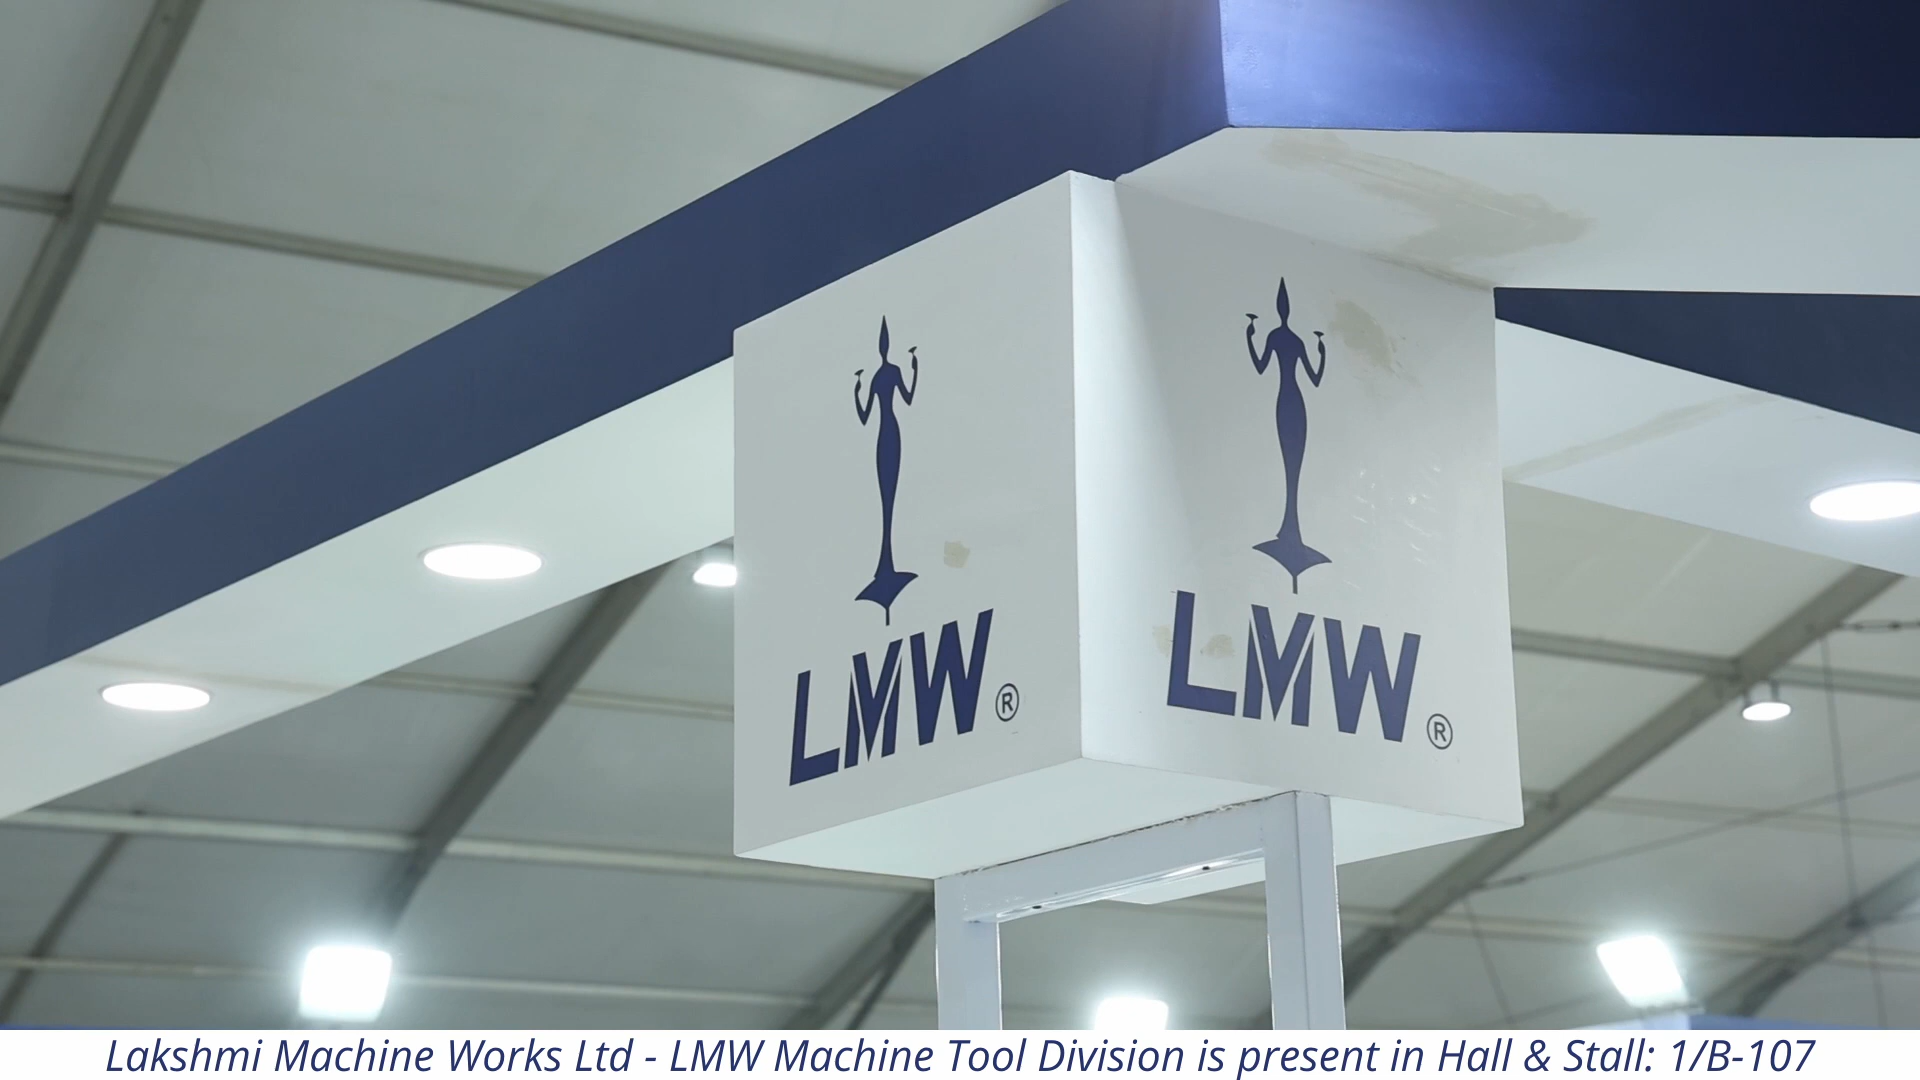 LMW®
LMW®
Lakshmi Machine Works Ltd - LMW Machine Tool Division is present in Hall & Stall: 1/B-107